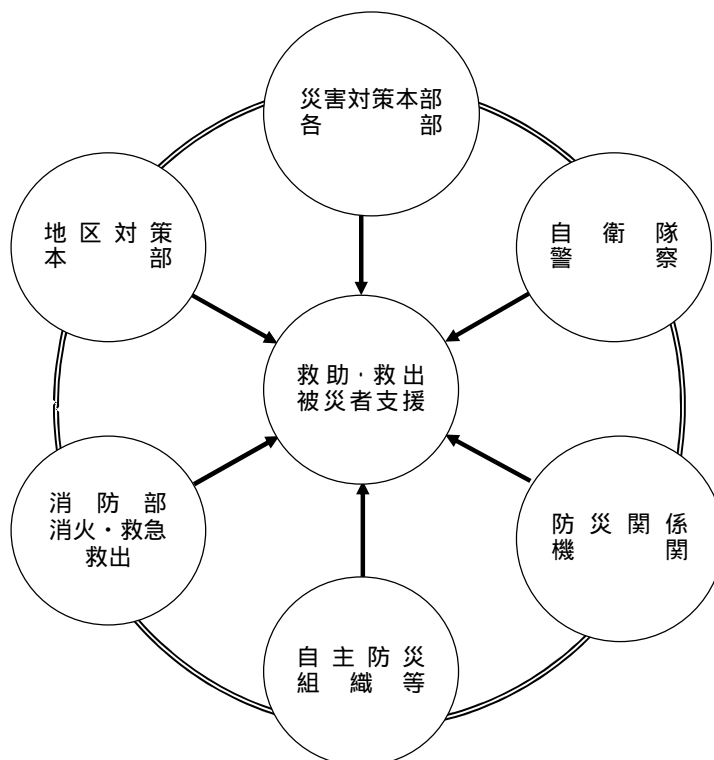 災害対策本部
各部
地区対策
本部
自衛隊
警察
救助・救出
被災者支援
消防部
消火・救急
救出
防災関係
機関
自主防災
組織等